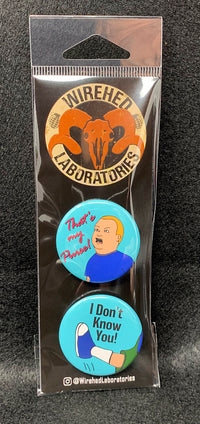 WIREHED
LABORATORIES
That's
my
Purse!
I Don't
Know
You!
@WirehedLaboratories